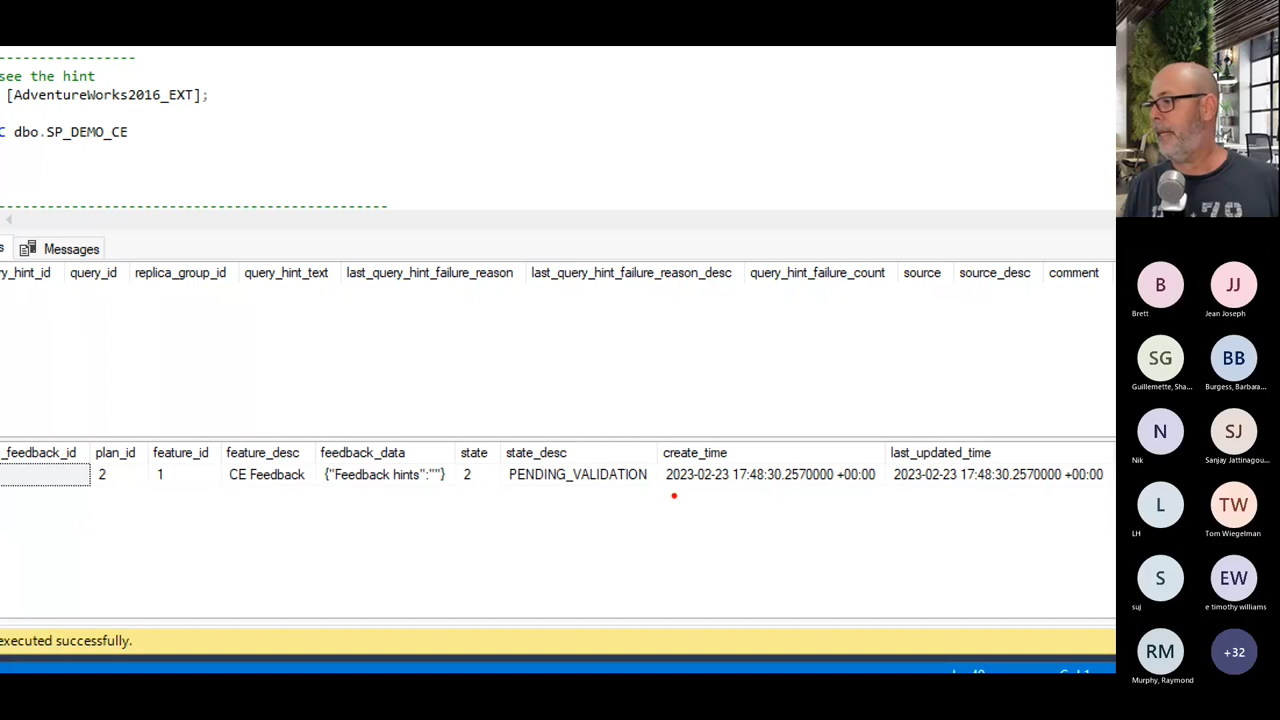 -----------------
see the hint
[AdventureWorks2016_EXT];
C dbo.SP_DEMO_CE
------------------------------------------------
s Messages
y_hint_id query_id replica_group_id query_hint_text last_query_hint_failure_reason last_query_hint_failure_reason_desc query_hint_failure_count source source_desc comment
_feedback_id plan_id feature_id feature_desc feedback_data state state_desc create_time last_updated_time
2 1 CE Feedback {"Feedback hints":""} 2 PENDING_VALIDATION 2023-02-23 17:48:30.2570000 +00:00 2023-02-23 17:48:30.2570000 +00:00
executed successfully.
B JJ
Brett Jean Joseph
SG BB
Guillemette, Sha... Burgess, Barbara...
N SJ
Nik Sanjay Jattinagou...
L TW
LH Tom Wiegelman
S EW
suj e timothy williams
RM +32
Murphy, Raymond